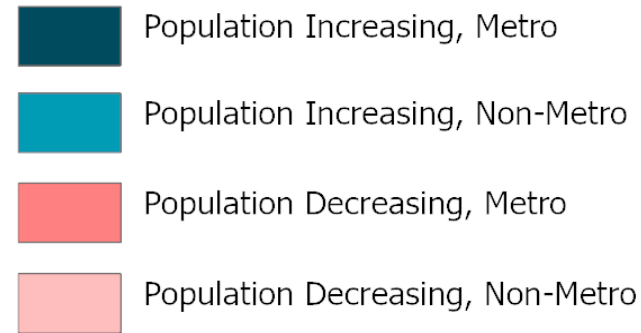 Population Increasing, Metro
Population Increasing, Non-Metro
Population Decreasing, Metro
Population Decreasing, Non-Metro